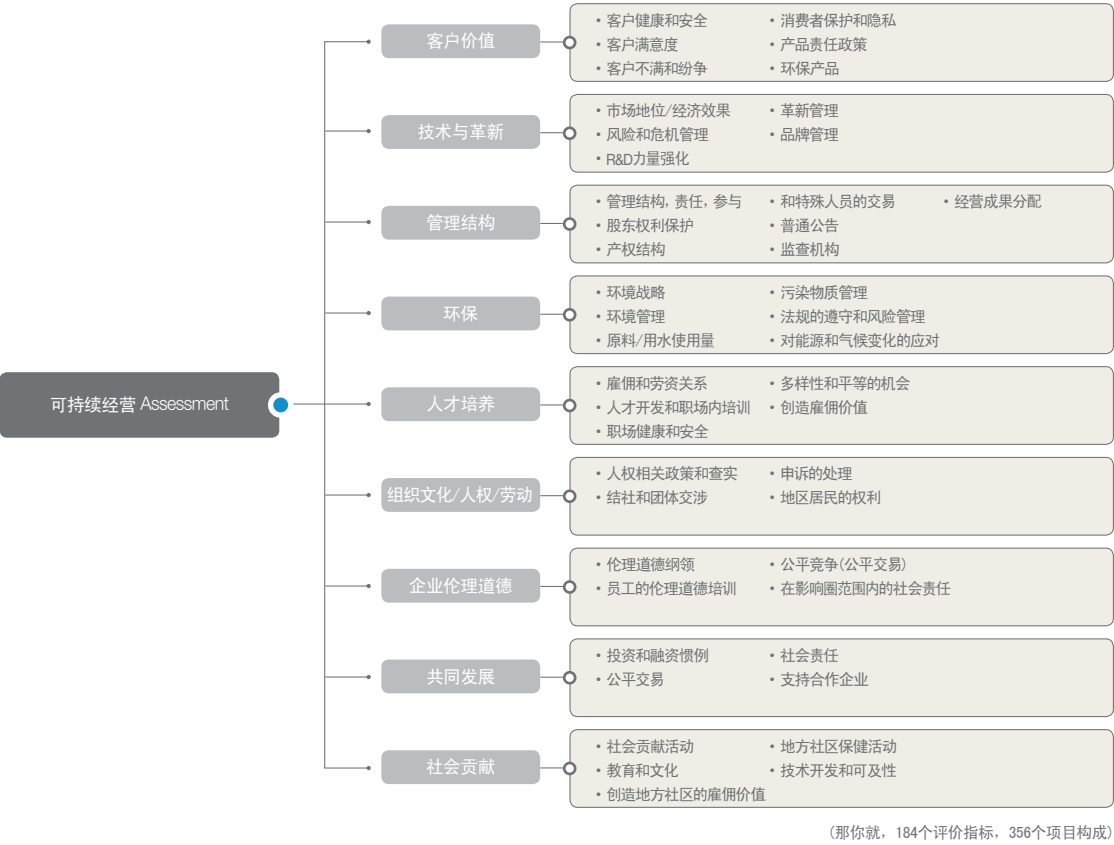 客户价值
• 客户健康和安全 • 消费者保护和隐私
• 客户满意度 • 产品责任政策
• 客户不满和纷争 • 环保产品
技术与革新
• 市场地位/经济效果 • 革新管理
• 风险和危机管理 • 品牌管理
• R&D力量强化
管理结构
• 管理结构, 责任, 参与 • 和特殊人员的交易 • 经营成果分配
• 股东权利保护 • 普通公告
• 产权结构 • 监查机构
环保
• 环境战略 • 污染物质管理
• 环境管理 • 法规的遵守和风险管理
• 原料/用水使用量 • 对能源和气候变化的应对
可持续经营 Assessment
人才培养
• 雇佣和劳资关系 • 多样性和平等的机会
• 人才开发和职场内培训 • 创造雇佣价值
• 职场健康和安全
组织文化/人权/劳动
• 人权相关政策和查实 • 申诉的处理
• 结社和团体交涉 • 地区居民的权利
企业伦理道德
• 伦理道德纲领 • 公平竞争(公平交易)
• 员工的伦理道德培训 • 在影响圈范围内的社会责任
共同发展
• 投资和融资惯例 • 社会责任
• 公平交易 • 支持合作企业
社会贡献
• 社会贡献活动 • 地方社区保健活动
• 教育和文化 • 技术开发和可及性
• 创造地方社区的雇佣价值
(那你就, 184个评价指标, 356个项目构成)